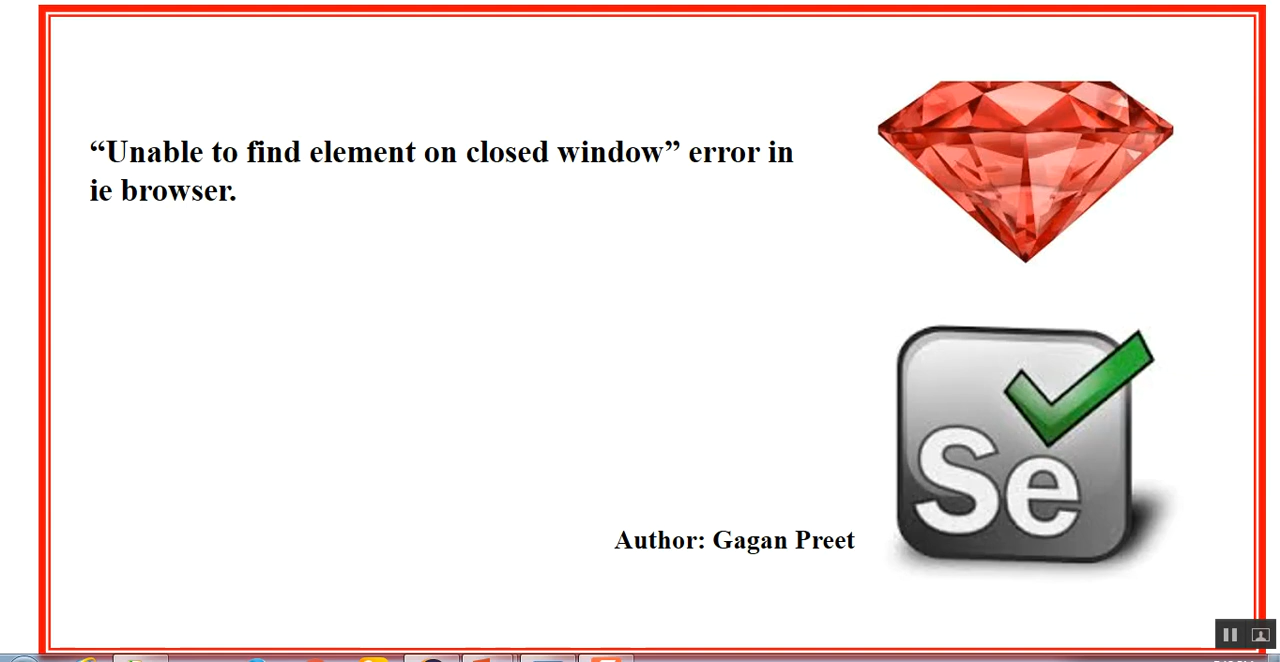 “Unable to find element on closed window” error in
ie browser.
Se
Author: Gagan Preet